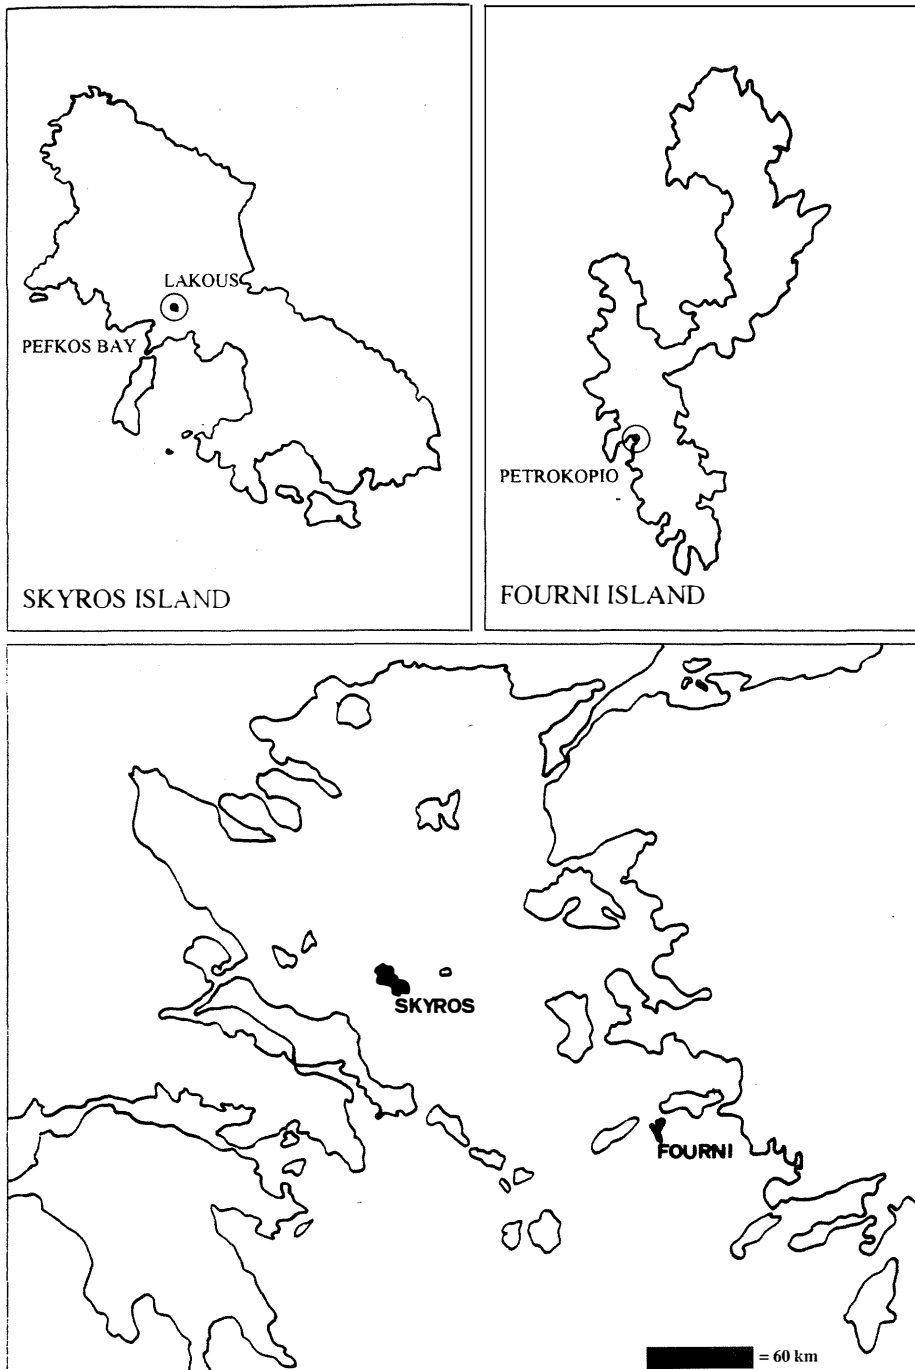 LAKOUS
PEFKOS BAY
SKYROS ISLAND
PETROKOPIO
FOURNI ISLAND
SKYROS
FOURNI
= 60 km